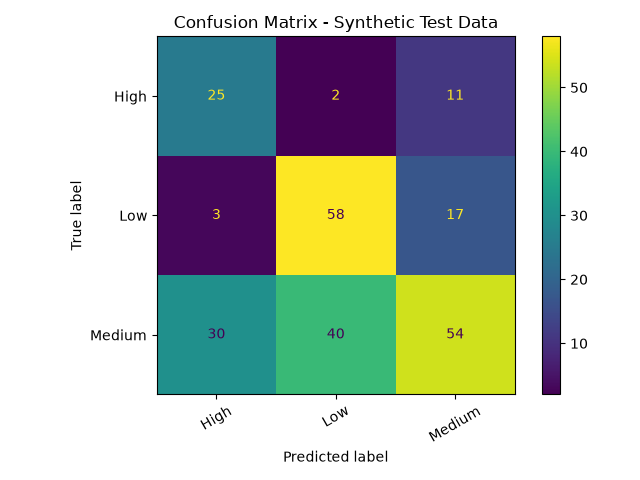 Confusion Matrix - Synthetic Test Data
High
25
2
11
Low
3
58
17
Medium
30
40
54
True label
High
Low
Medium
Predicted label
50
40
30
20
10